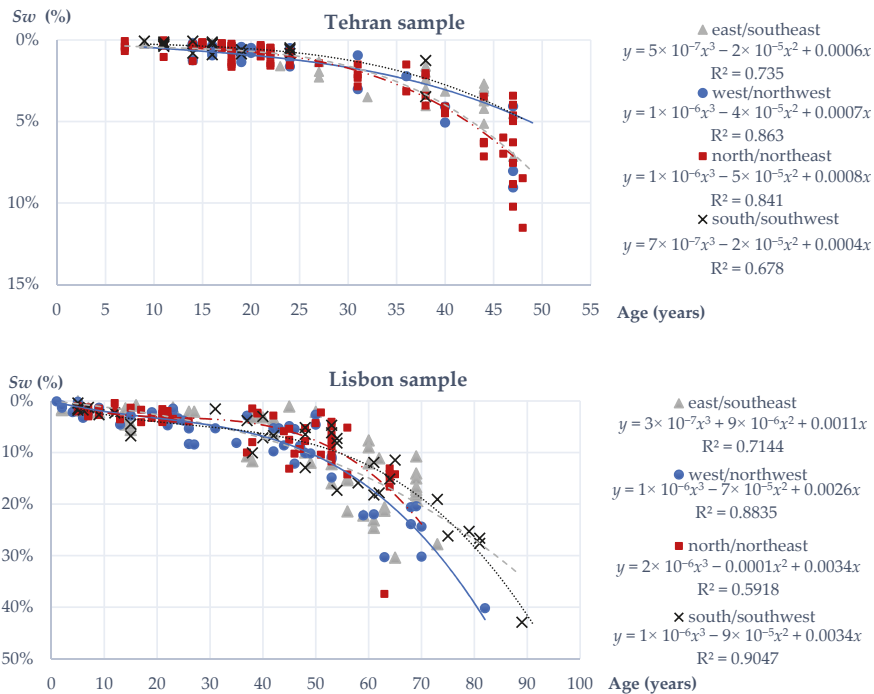 Tehran sample
Sw (%)
0%
5%
10%
15%
0 5 10 15 20 25 30 35 40 45 50 55
Age (years)
east/southeast
y = 5× 10⁻⁷x³ − 2× 10⁻⁵x² + 0.0006x
R² = 0.735
west/northwest
y = 1× 10⁻⁶x³ − 4× 10⁻⁵x² + 0.0007x
R² = 0.863
north/northeast
y = 1× 10⁻⁶x³ − 5× 10⁻⁵x² + 0.0008x
R² = 0.841
south/southwest
y = 7× 10⁻⁷x³ − 2× 10⁻⁵x² + 0.0004x
R² = 0.678
Lisbon sample
Sw (%)
0%
10%
20%
30%
40%
50%
0 10 20 30 40 50 60 70 80 90 100
Age (years)
east/southeast
y = 3× 10⁻⁷x³ + 9× 10⁻⁶x² + 0.0011x
R² = 0.7144
west/northwest
y = 1× 10⁻⁶x³ − 7× 10⁻⁵x² + 0.0026x
R² = 0.8835
north/northeast
y = 2× 10⁻⁶x³ − 0.0001x² + 0.0034x
R² = 0.5918
south/southwest
y = 1× 10⁻⁶x³ − 9× 10⁻⁵x² + 0.0034x
R² = 0.9047